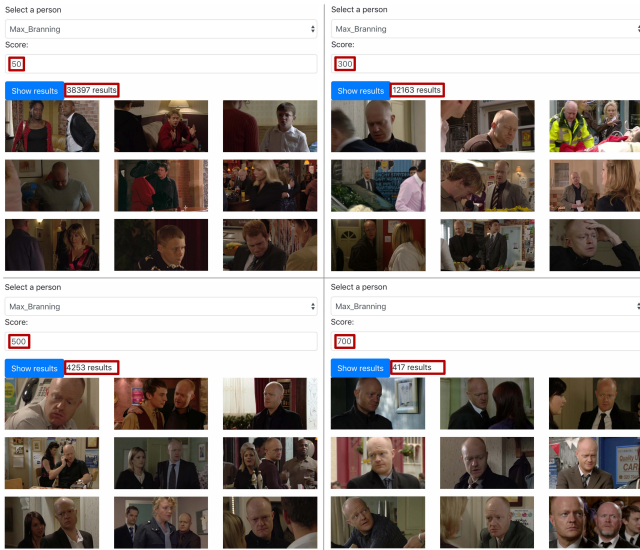 Select a person
Max_Branning
Score:
50
Show results
38397 results
Select a person
Max_Branning
Score:
300
Show results
12163 results
Select a person
Max_Branning
Score:
500
Show results
4253 results
Select a person
Max_Branning
Score:
700
Show results
417 results